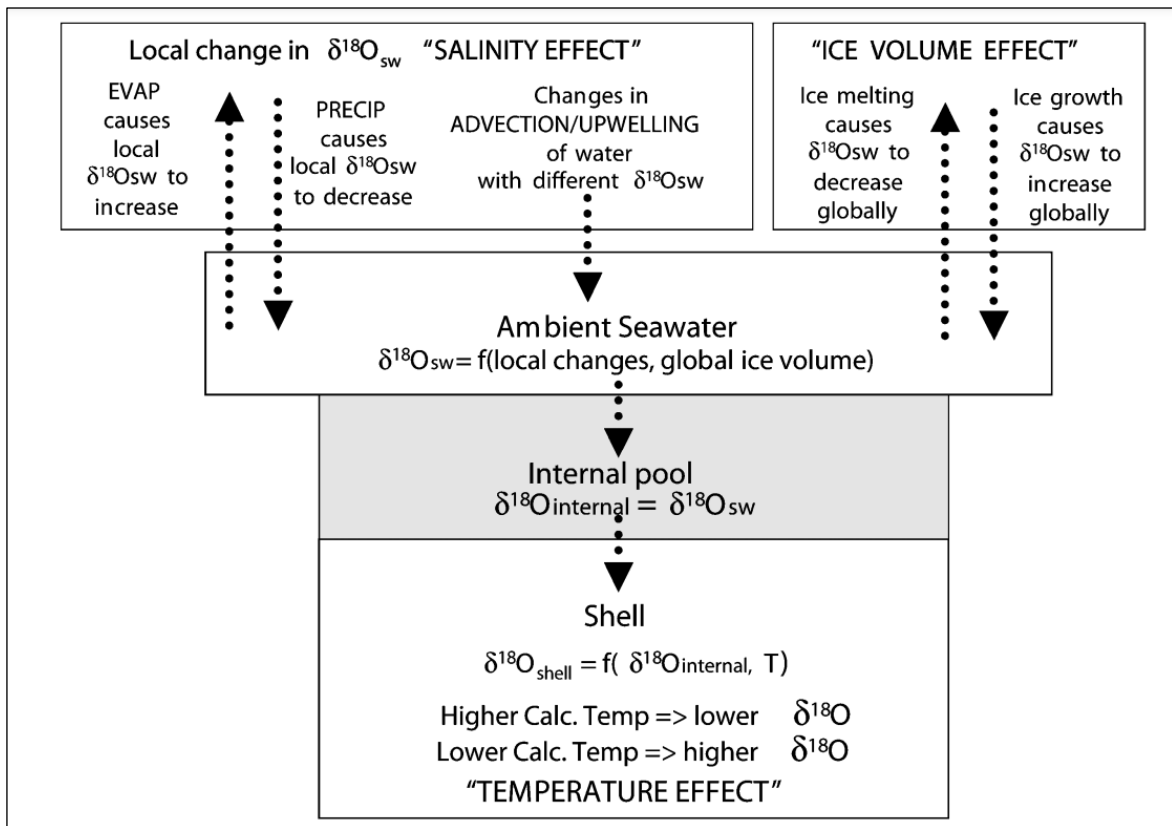 Local change in δ¹⁸Osw "SALINITY EFFECT"
EVAP
causes
local
δ¹⁸Osw to
increase
PRECIP
causes
local δ¹⁸Osw
to decrease
Changes in
ADVECTION/UPWELLING
of water
with different δ¹⁸Osw
"ICE VOLUME EFFECT"
Ice melting
causes
δ¹⁸Osw to
decrease
globally
Ice growth
causes
δ¹⁸Osw to
increase
globally
Ambient Seawater
δ¹⁸Osw= f(local changes, global ice volume)
Internal pool
δ¹⁸Ointernal = δ¹⁸Osw
Shell
δ¹⁸Oshell = f( δ¹⁸Ointernal, T)
Higher Calc. Temp => lower δ¹⁸O
Lower Calc. Temp => higher δ¹⁸O
"TEMPERATURE EFFECT"